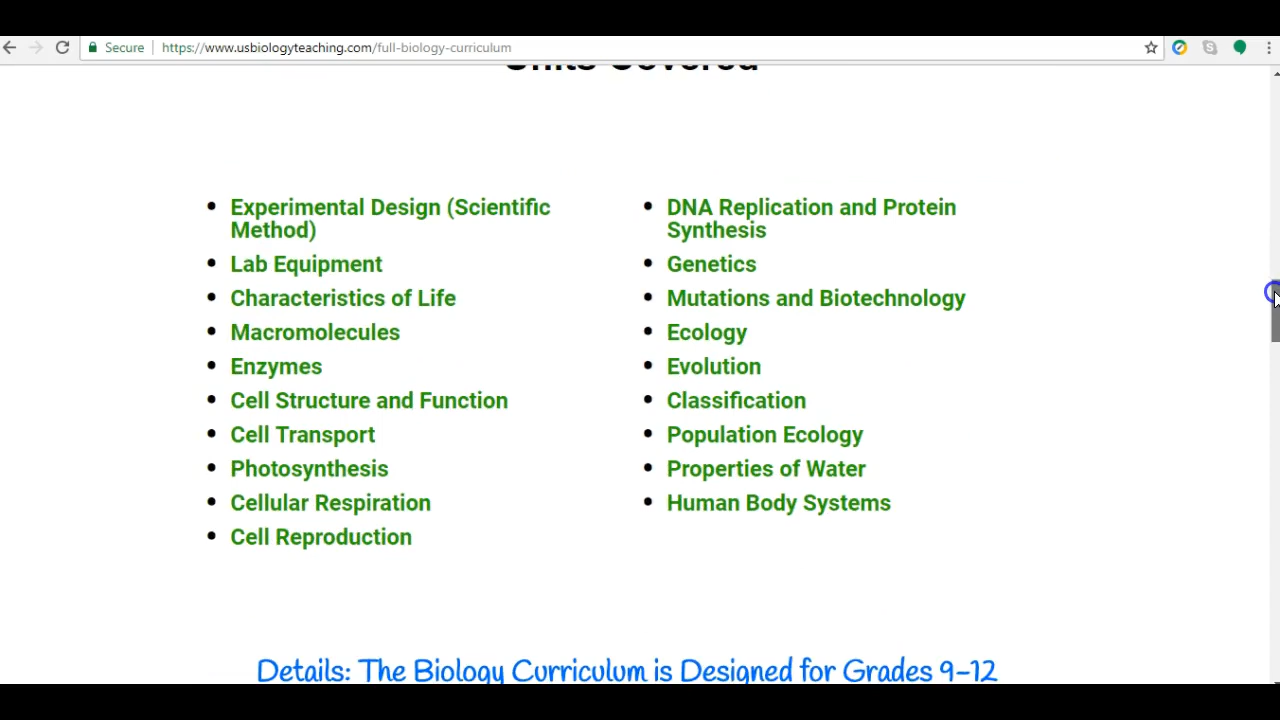 Secure
https://www.usbiologyteaching.com/full-biology-curriculum
Units Covered
Experimental Design (Scientific
Method)
Lab Equipment
Characteristics of Life
Macromolecules
Enzymes
Cell Structure and Function
Cell Transport
Photosynthesis
Cellular Respiration
Cell Reproduction
DNA Replication and Protein
Synthesis
Genetics
Mutations and Biotechnology
Ecology
Evolution
Classification
Population Ecology
Properties of Water
Human Body Systems
Details: The Biology Curriculum is Designed for Grades 9-12